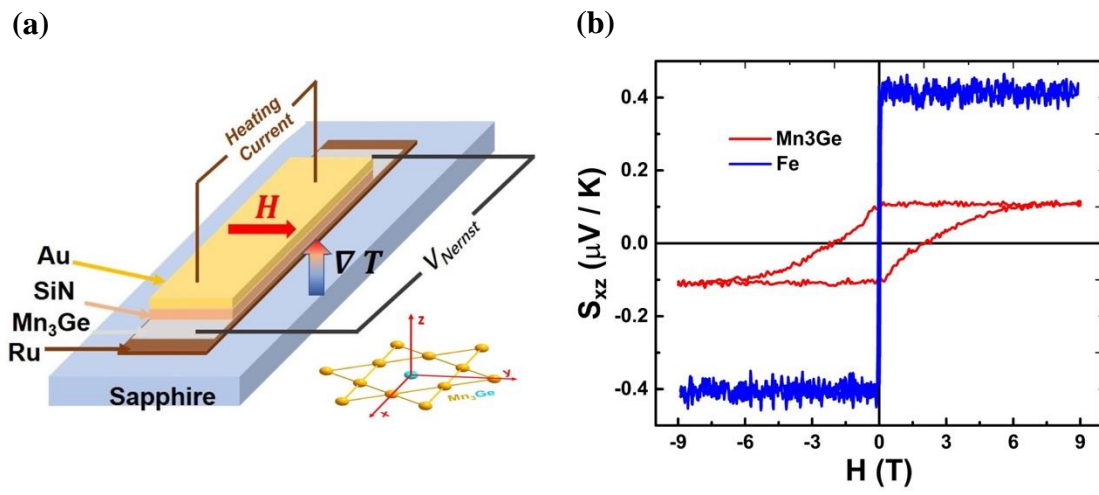 (a)
Heating
Current
H
∇ T
V_Nernst
Au
SiN
Mn₃Ge
Ru
Sapphire
z
y
x
Mn₃Ge
(b)
S_xz (μV / K)
0.4
0.2
0.0
-0.2
-0.4
Mn3Ge
Fe
-9 -6 -3 0 3 6 9
H (T)